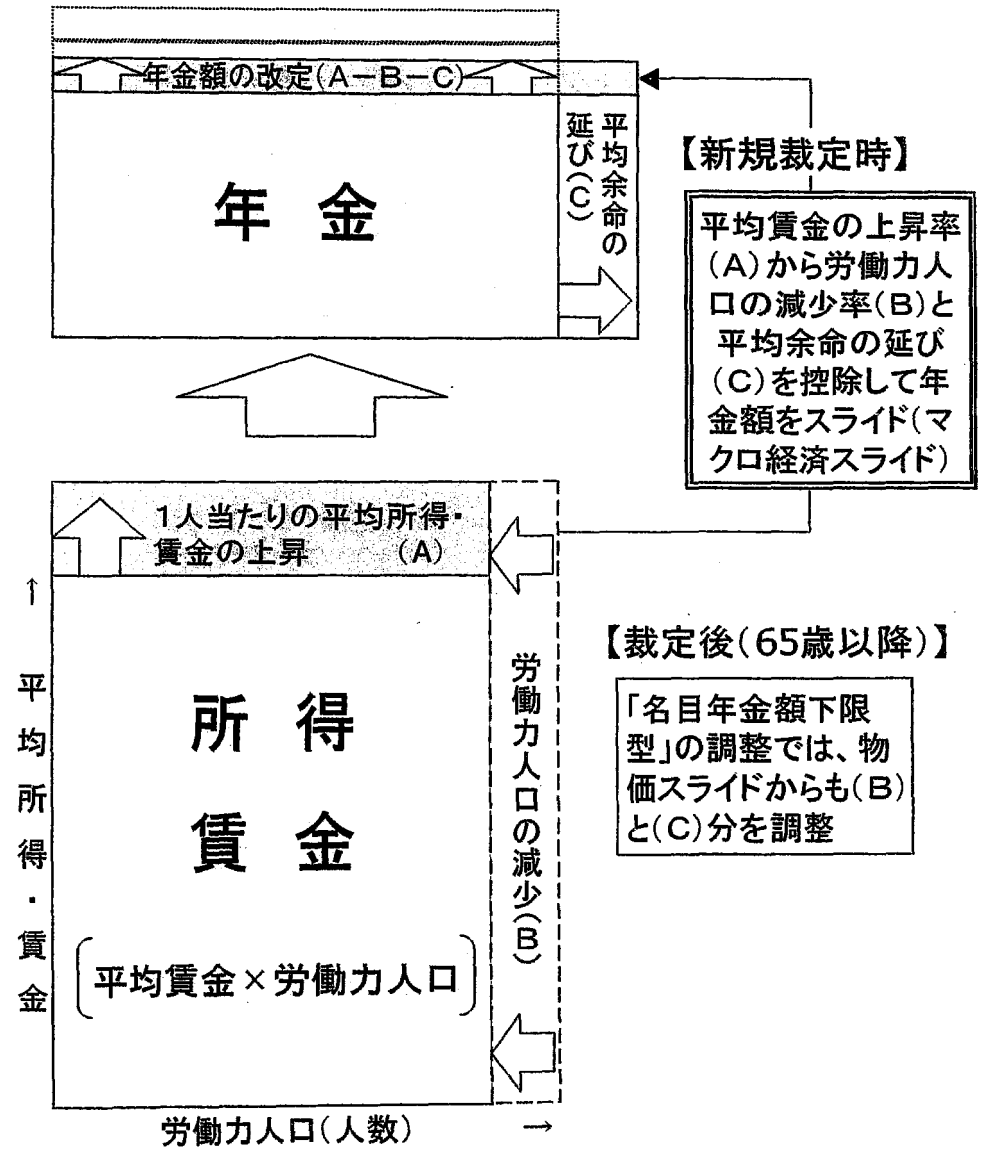 年金額の改定(A－B－C)
年　金
平均余命の
延び(C)
【新規裁定時】
平均賃金の上昇率
(A)から労働力人
口の減少率(B)と
平均余命の延び
(C)を控除して年
金額をスライド(マ
クロ経済スライド)
1人当たりの平均所得・
賃金の上昇　　　(A)
↑ 平均所得・賃金
所　得
賃　金
平均賃金×労働力人口
労働力人口の減少(B)
【裁定後(65歳以降)】
「名目年金額下限
型」の調整では、物
価スライドからも(B)
と(C)分を調整
労働力人口(人数)　　→